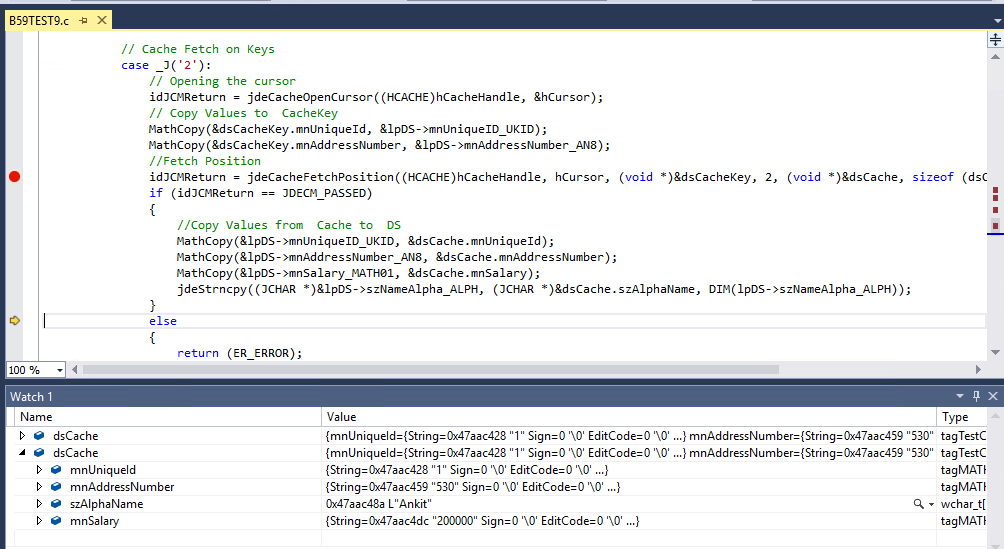 B59TEST9.c
// Cache Fetch on Keys
case _J('2'):
// Opening the cursor
idJCMReturn = jdeCacheOpenCursor((HCACHE)hCacheHandle, &hCursor);
// Copy Values to  CacheKey
MathCopy(&dsCacheKey.mnUniqueId, &lpDS->mnUniqueID_UKID);
MathCopy(&dsCacheKey.mnAddressNumber, &lpDS->mnAddressNumber_AN8);
//Fetch Position
idJCMReturn = jdeCacheFetchPosition((HCACHE)hCacheHandle, hCursor, (void *)&dsCacheKey, 2, (void *)&dsCache, sizeof (dsC
if (idJCMReturn == JDECM_PASSED)
{
//Copy Values from  Cache to  DS
MathCopy(&lpDS->mnUniqueID_UKID, &dsCache.mnUniqueId);
MathCopy(&lpDS->mnAddressNumber_AN8, &dsCache.mnAddressNumber);
MathCopy(&lpDS->mnSalary_MATH01, &dsCache.mnSalary);
jdeStrncpy((JCHAR *)&lpDS->szNameAlpha_ALPH, (JCHAR *)&dsCache.szAlphaName, DIM(lpDS->szNameAlpha_ALPH));
}
else
{
return (ER_ERROR);
100 %
Watch 1
Name Value Type
dsCache {mnUniqueId={String=0x47aac428 "1" Sign=0 '\0' EditCode=0 '\0' ...} mnAddressNumber={String=0x47aac459 "530" tagTestC
dsCache {mnUniqueId={String=0x47aac428 "1" Sign=0 '\0' EditCode=0 '\0' ...} mnAddressNumber={String=0x47aac459 "530" tagTestC
mnUniqueId {String=0x47aac428 "1" Sign=0 '\0' EditCode=0 '\0' ...} tagMATH
mnAddressNumber {String=0x47aac459 "530" Sign=0 '\0' EditCode=0 '\0' ...} tagMATH
szAlphaName 0x47aac48a L"Ankit" wchar_t[
mnSalary {String=0x47aac4dc "200000" Sign=0 '\0' EditCode=0 '\0' ...} tagMATH